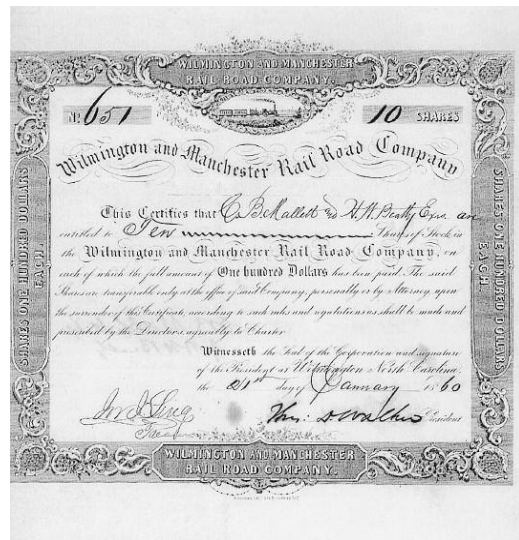 WILMINGTON AND MANCHESTER
RAIL ROAD COMPANY.
No. 651
10 SHARES
Wilmington and Manchester Rail Road Company
SHARES ONE HUNDRED DOLLARS
EACH.
SHARES ONE HUNDRED DOLLARS
EACH.
This Certifies that C. B. Mallett and H. W. Beatty Exrs. are
entitled to Ten Shares of Stock in
the Wilmington and Manchester Rail Road Company, on
each of which the full amount of One hundred Dollars has been paid. The said
Shares are transferable only at the office of said Company, personally or by Attorney upon
the surrender of this Certificate, according to such rules and regulations as shall be made and
prescribed by the Directors, agreeably to Charter.
Witnesseth the Seal of the Corporation and signature
of the President at Wilmington North Carolina,
the 21st day of January 1860
President
WILMINGTON AND MANCHESTER
RAIL ROAD COMPANY.